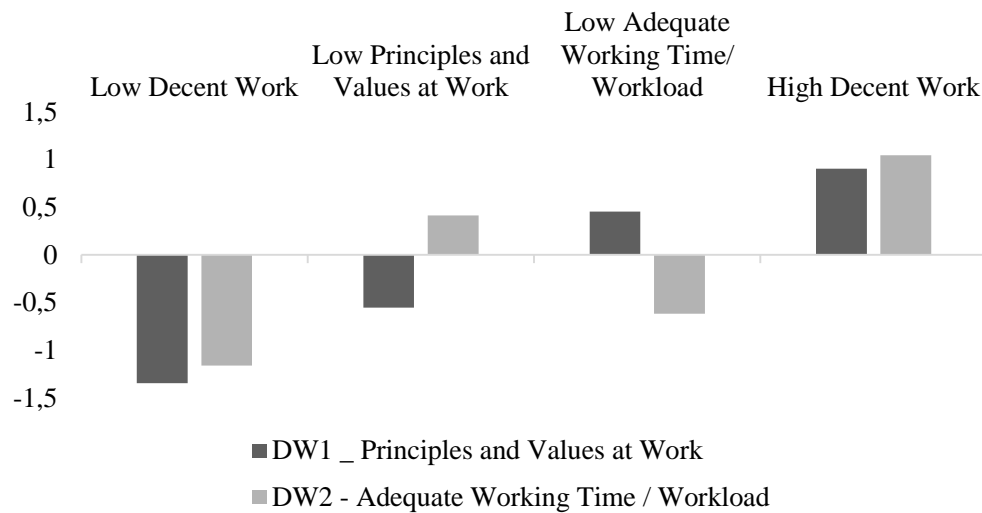 Low Decent Work
Low Principles and
Values at Work
Low Adequate
Working Time/
Workload
High Decent Work
1,5
1
0,5
0
-0,5
-1
-1,5
DW1 _ Principles and Values at Work
DW2 - Adequate Working Time / Workload